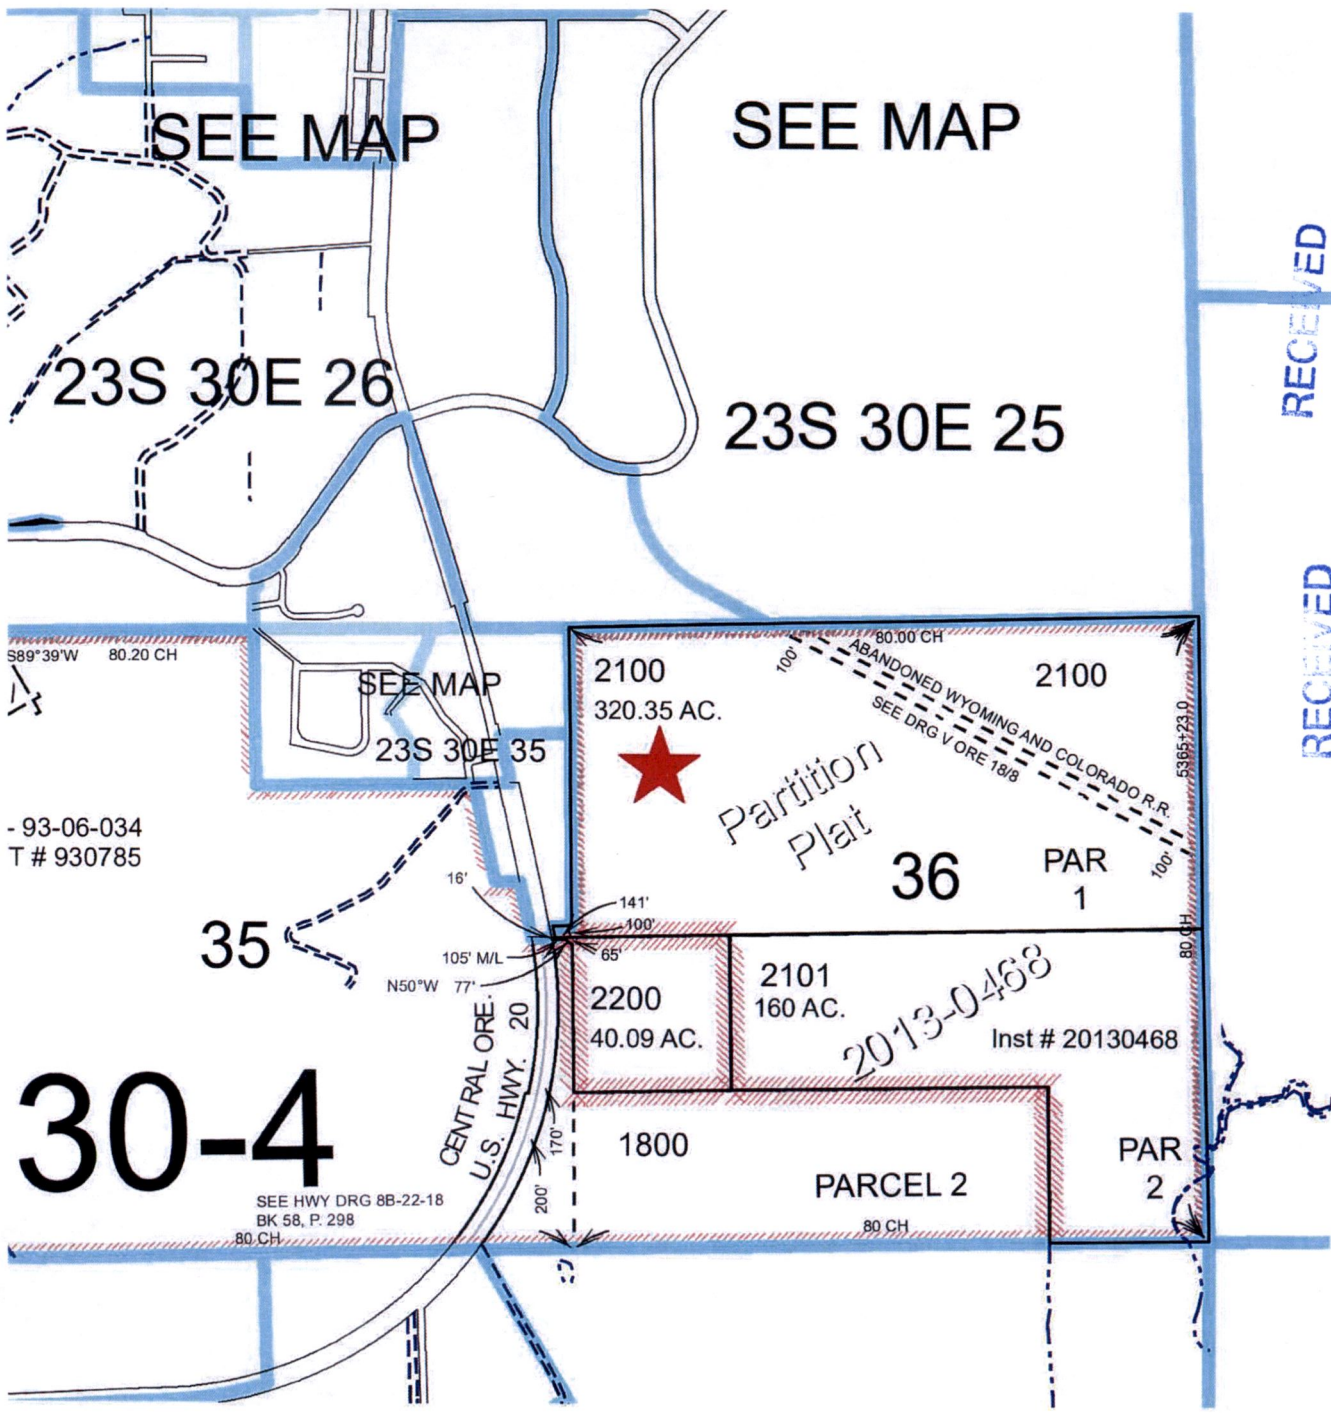 SEE MAP
SEE MAP
RECEIVED
23S 30E 26
23S 30E 25
RECEIVED
S89°39'W 80.20 CH
80.00 CH
SEE MAP
2100
320.35 AC.
100'
ABANDONED WYOMING AND COLORADO R.R.
SEE DRG V ORE 18/8
2100
5365+23.0
23S 30E 35
Partition
Plat
- 93-06-034
T # 930785
36
PAR
1
100'
16'
141'
100'
35
105' M/L
65'
N50°W 77'
80 CH
2200
40.09 AC.
2101
160 AC.
2013-0468
Inst # 20130468
CENTRAL ORE.
U.S. HWY. 20
30-4
170'
200'
1800
PARCEL 2
PAR
2
SEE HWY DRG 8B-22-18
BK 58, P. 298
80 CH
80 CH